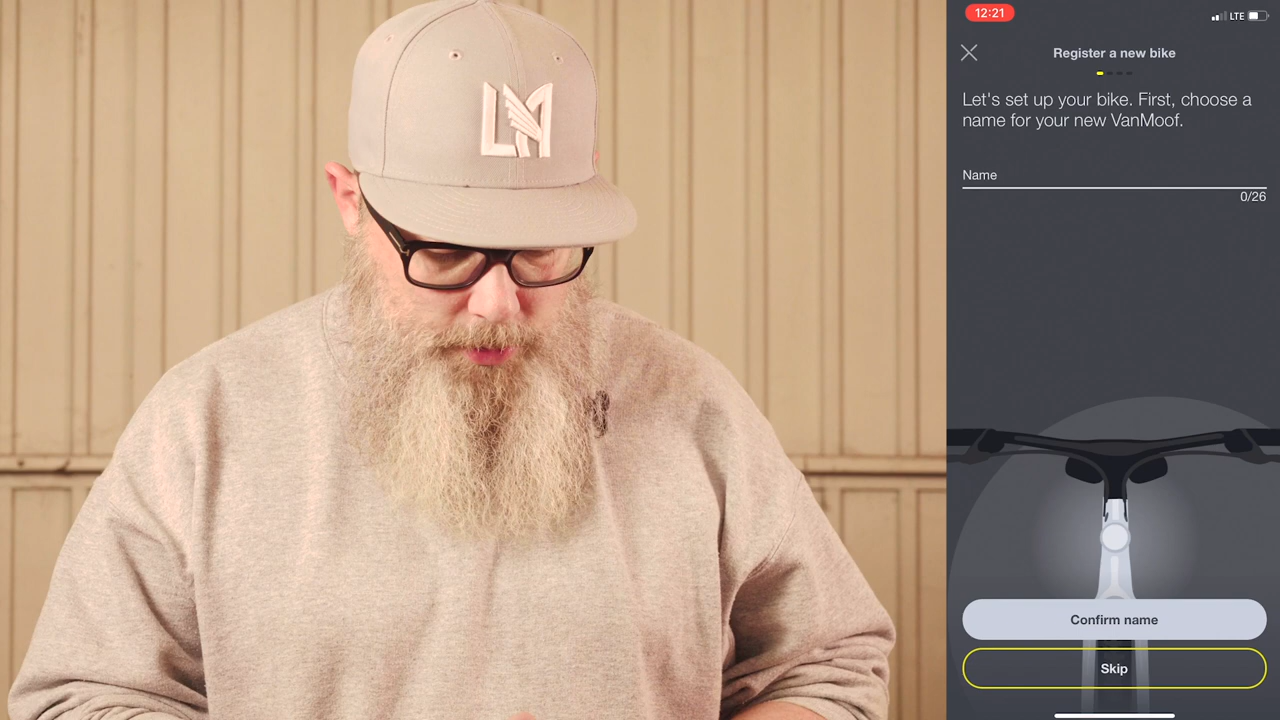 LM
12:21
LTE
Register a new bike
Let's set up your bike. First, choose a
name for your new VanMoof.
Name
0/26
Confirm name
Skip